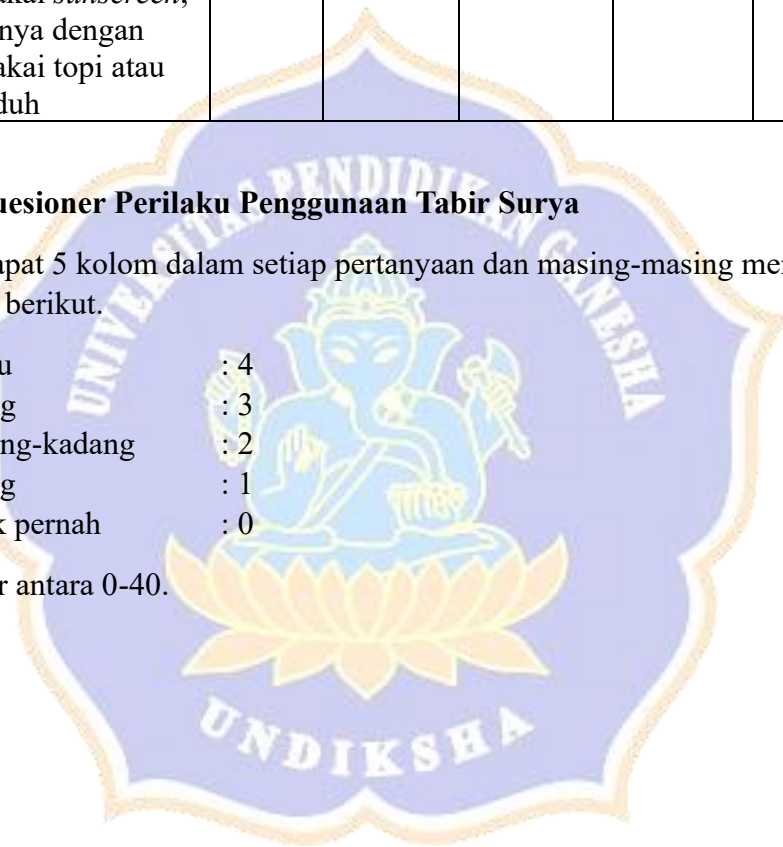 akai sunscreen,
nya dengan
akai topi atau
duh
uesioner Perilaku Penggunaan Tabir Surya
apat 5 kolom dalam setiap pertanyaan dan masing-masing me
berikut.
u : 4
g : 3
ng-kadang : 2
g : 1
k pernah : 0
r antara 0-40.
UNIVERSITAS PENDIDIKAN GANESHA
UNDIKSHA